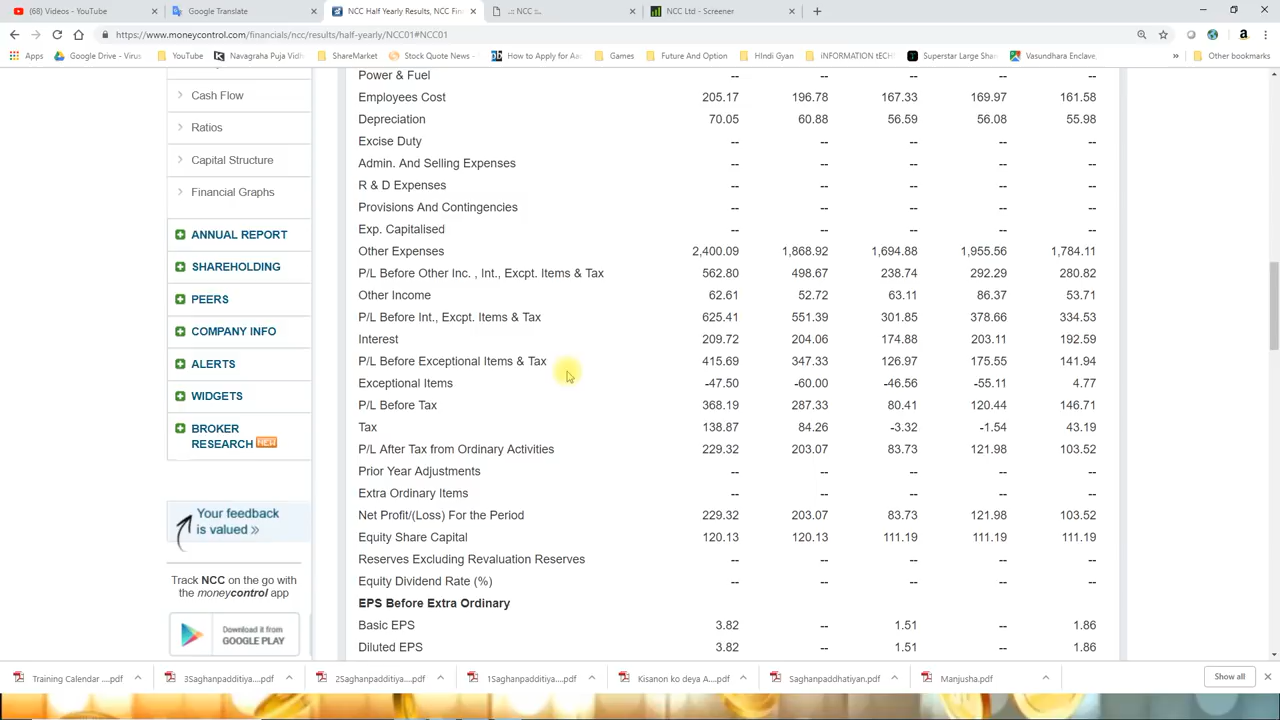 (68) Videos - YouTube
Google Translate
NCC Half Yearly Results, NCC Fin
.:: NCC ::.
NCC Ltd - Screener
https://www.moneycontrol.com/financials/ncc/results/half-yearly/NCC01#NCC01
Apps
Google Drive - Virus
YouTube
Navagraha Puja Vidh
ShareMarket
Stock Quote News -
How to Apply for Aad
Games
Future And Option
HIndi Gyan
iNFORMATION tECH
Superstar Large Shar
Vasundhara Enclave.
Other bookmarks
Cash Flow
Ratios
Capital Structure
Financial Graphs
ANNUAL REPORT
SHAREHOLDING
PEERS
COMPANY INFO
ALERTS
WIDGETS
BROKER
RESEARCH NEW
Your feedback
is valued »
Track NCC on the go with
the moneycontrol app
Download it from
GOOGLE PLAY
Power & Fuel -- -- -- -- --
Employees Cost 205.17 196.78 167.33 169.97 161.58
Depreciation 70.05 60.88 56.59 56.08 55.98
Excise Duty -- -- -- -- --
Admin. And Selling Expenses -- -- -- -- --
R & D Expenses -- -- -- -- --
Provisions And Contingencies -- -- -- -- --
Exp. Capitalised -- -- -- -- --
Other Expenses 2,400.09 1,868.92 1,694.88 1,955.56 1,784.11
P/L Before Other Inc. , Int., Excpt. Items & Tax 562.80 498.67 238.74 292.29 280.82
Other Income 62.61 52.72 63.11 86.37 53.71
P/L Before Int., Excpt. Items & Tax 625.41 551.39 301.85 378.66 334.53
Interest 209.72 204.06 174.88 203.11 192.59
P/L Before Exceptional Items & Tax 415.69 347.33 126.97 175.55 141.94
Exceptional Items -47.50 -60.00 -46.56 -55.11 4.77
P/L Before Tax 368.19 287.33 80.41 120.44 146.71
Tax 138.87 84.26 -3.32 -1.54 43.19
P/L After Tax from Ordinary Activities 229.32 203.07 83.73 121.98 103.52
Prior Year Adjustments -- -- -- -- --
Extra Ordinary Items -- -- -- -- --
Net Profit/(Loss) For the Period 229.32 203.07 83.73 121.98 103.52
Equity Share Capital 120.13 120.13 111.19 111.19 111.19
Reserves Excluding Revaluation Reserves -- -- -- -- --
Equity Dividend Rate (%) -- -- -- -- --
EPS Before Extra Ordinary
Basic EPS 3.82 -- 1.51 -- 1.86
Diluted EPS 3.82 -- 1.51 -- 1.86
Training Calendar ....pdf
3Saghanpadditiya....pdf
2Saghanpadditiya....pdf
1Saghanpadditiya....pdf
Kisanon ko deya A....pdf
Saghanpaddhatiyan.pdf
Manjusha.pdf
Show all